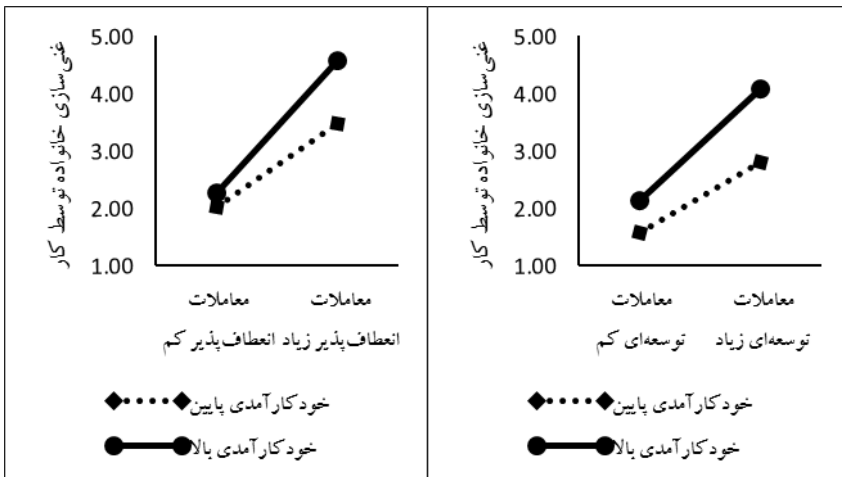 غنی‌سازی خانواده توسط کار
5.00
4.00
3.00
2.00
1.00
معاملات انعطاف‌پذیر کم
معاملات انعطاف‌پذیر زیاد
خودکارآمدی پایین
خودکارآمدی بالا
غنی‌سازی خانواده توسط کار
5.00
4.00
3.00
2.00
1.00
معاملات توسعه‌ای کم
معاملات توسعه‌ای زیاد
خودکارآمدی پایین
خودکارآمدی بالا